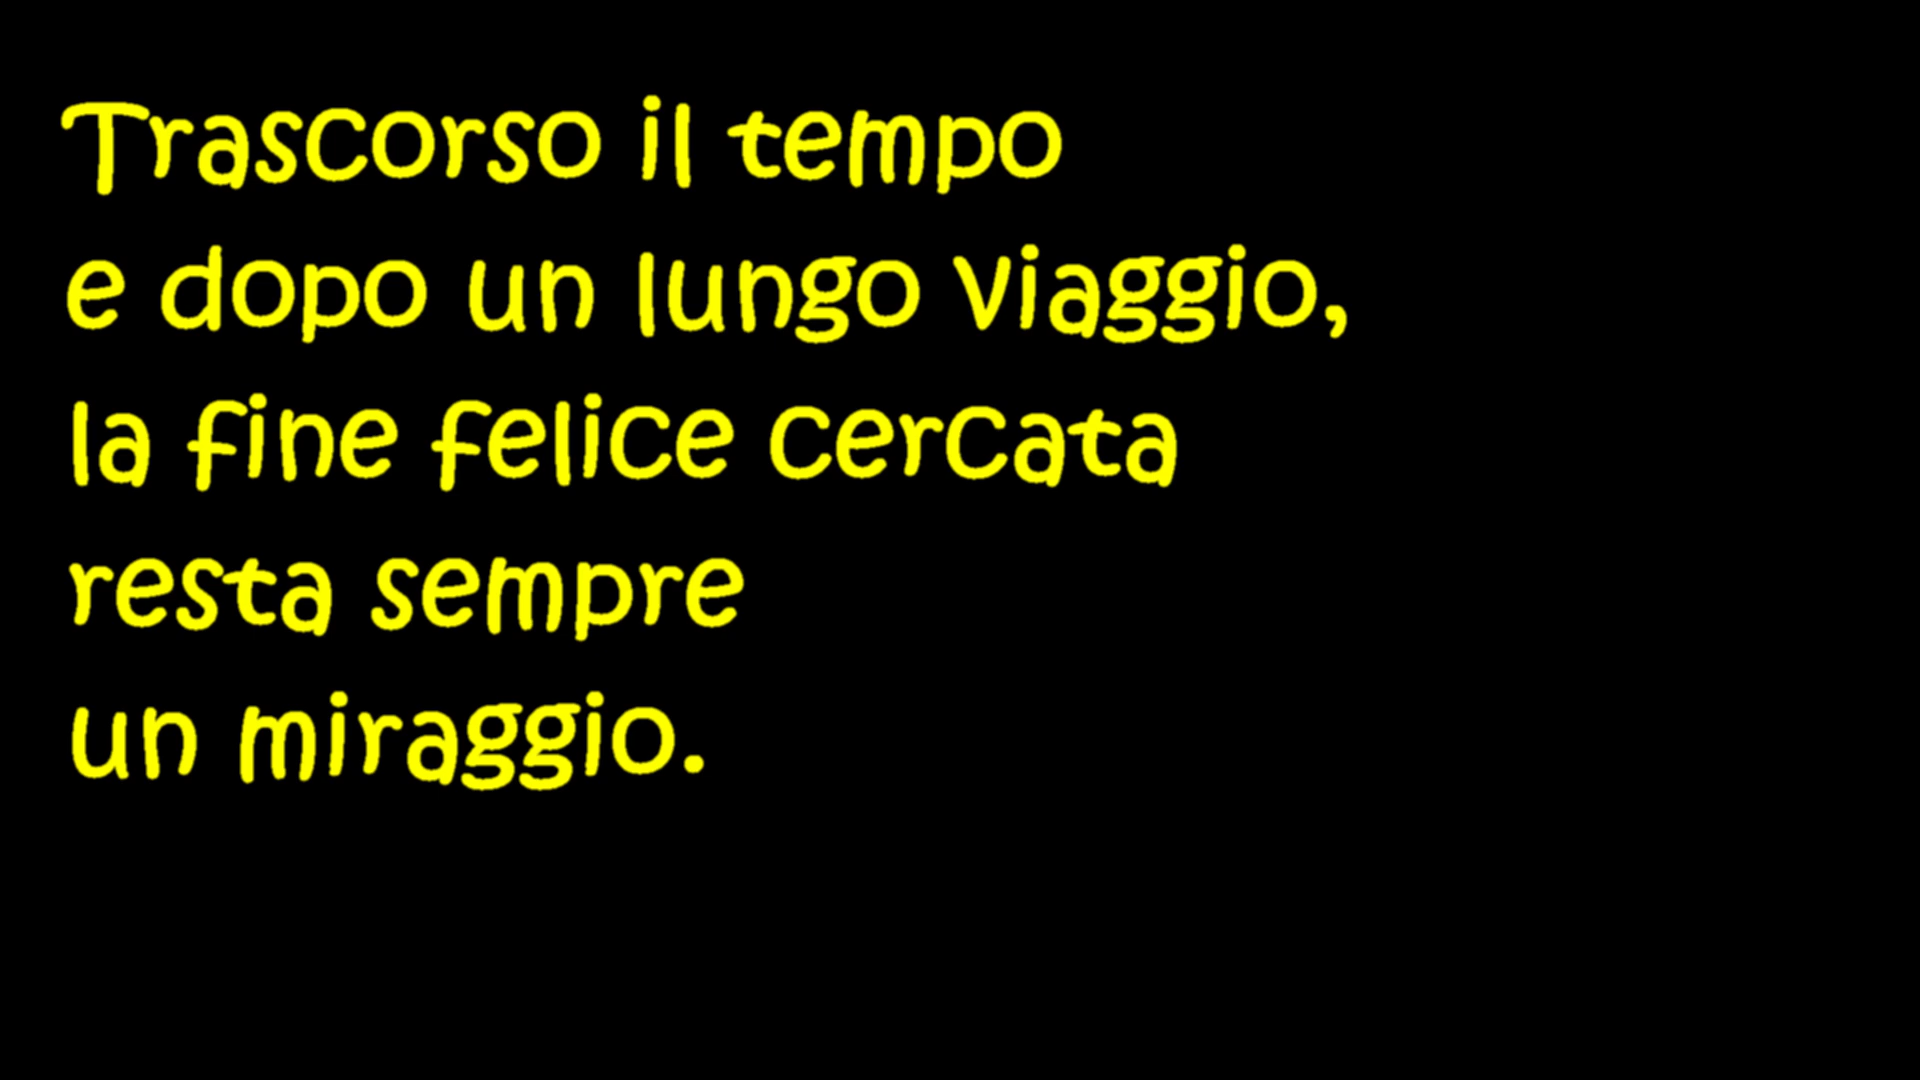 Trascorso il tempo
e dopo un lungo viaggio,
la fine felice cercata
resta sempre
un miraggio.